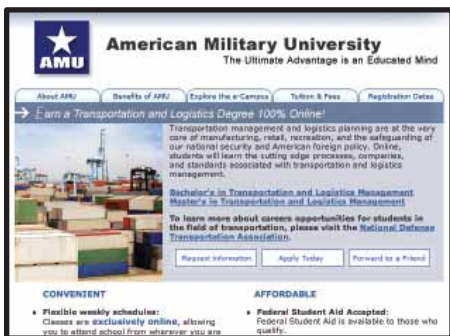 AMU
American Military University
The Ultimate Advantage is an Educated Mind
About AMU
Benefits of AMU
Explore the e-Campus
Tuition & Fees
Registration Dates
Earn a Transportation and Logistics Degree 100% Online!
Transportation management and logistics planning are at the very
core of manufacturing, retail, recreation, and the safeguarding of
our national security and American foreign policy. Online,
students will learn the cutting edge processes, companies,
and standards associated with transportation and logistics
management.
Bachelor's in Transportation and Logistics Management
Master's in Transportation and Logistics Management
To learn more about careers opportunities for students in
the field of transportation, please visit the National Defense
Transportation Association.
Request Information
Apply Today
Forward to a Friend
CONVENIENT
Flexible weekly schedules:
Classes are exclusively online, allowing
you to attend school from wherever you are
AFFORDABLE
Federal Student Aid Accepted:
Federal Student Aid is available to those who
qualify.